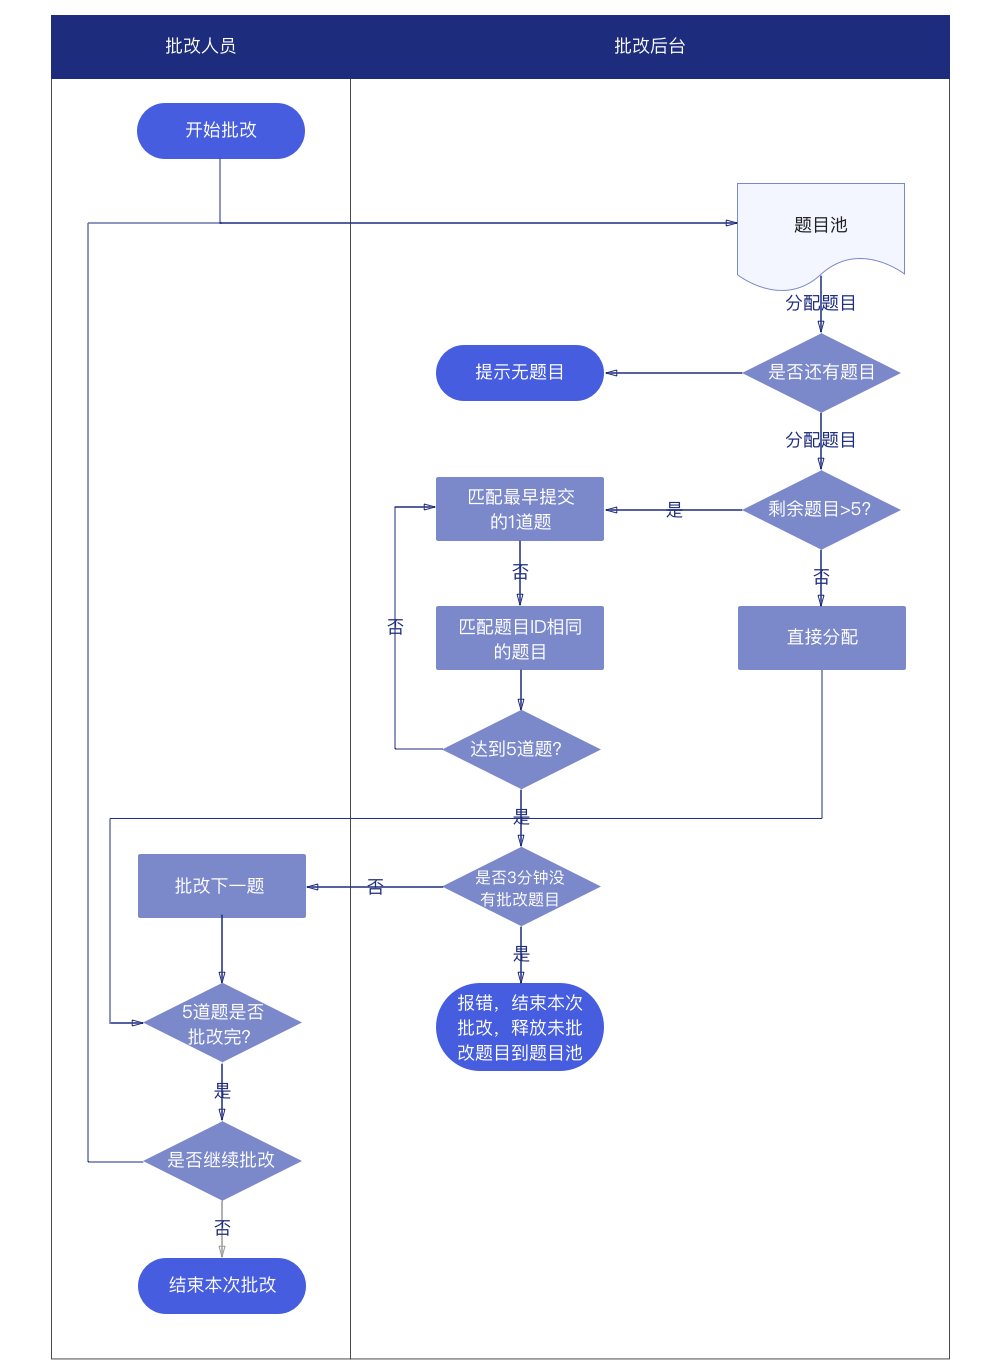 批改人员
批改后台
开始批改
题目池
分配题目
提示无题目
是否还有题目
分配题目
匹配最早提交
的1道题
是
剩余题目>5?
否
否
否
匹配题目ID相同
的题目
直接分配
达到5道题?
是
批改下一题
否
是否3分钟没
有批改题目
是
5道题是否
批改完?
报错，结束本次
批改，释放未批
改题目到题目池
是
是否继续批改
否
结束本次批改